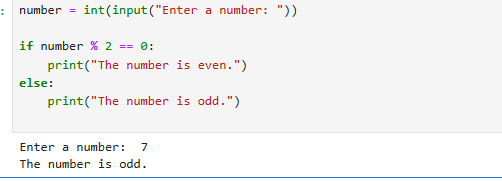 : number = int(input("Enter a number: "))
if number % 2 == 0:
    print("The number is even.")
else:
    print("The number is odd.")
Enter a number:  7
The number is odd.